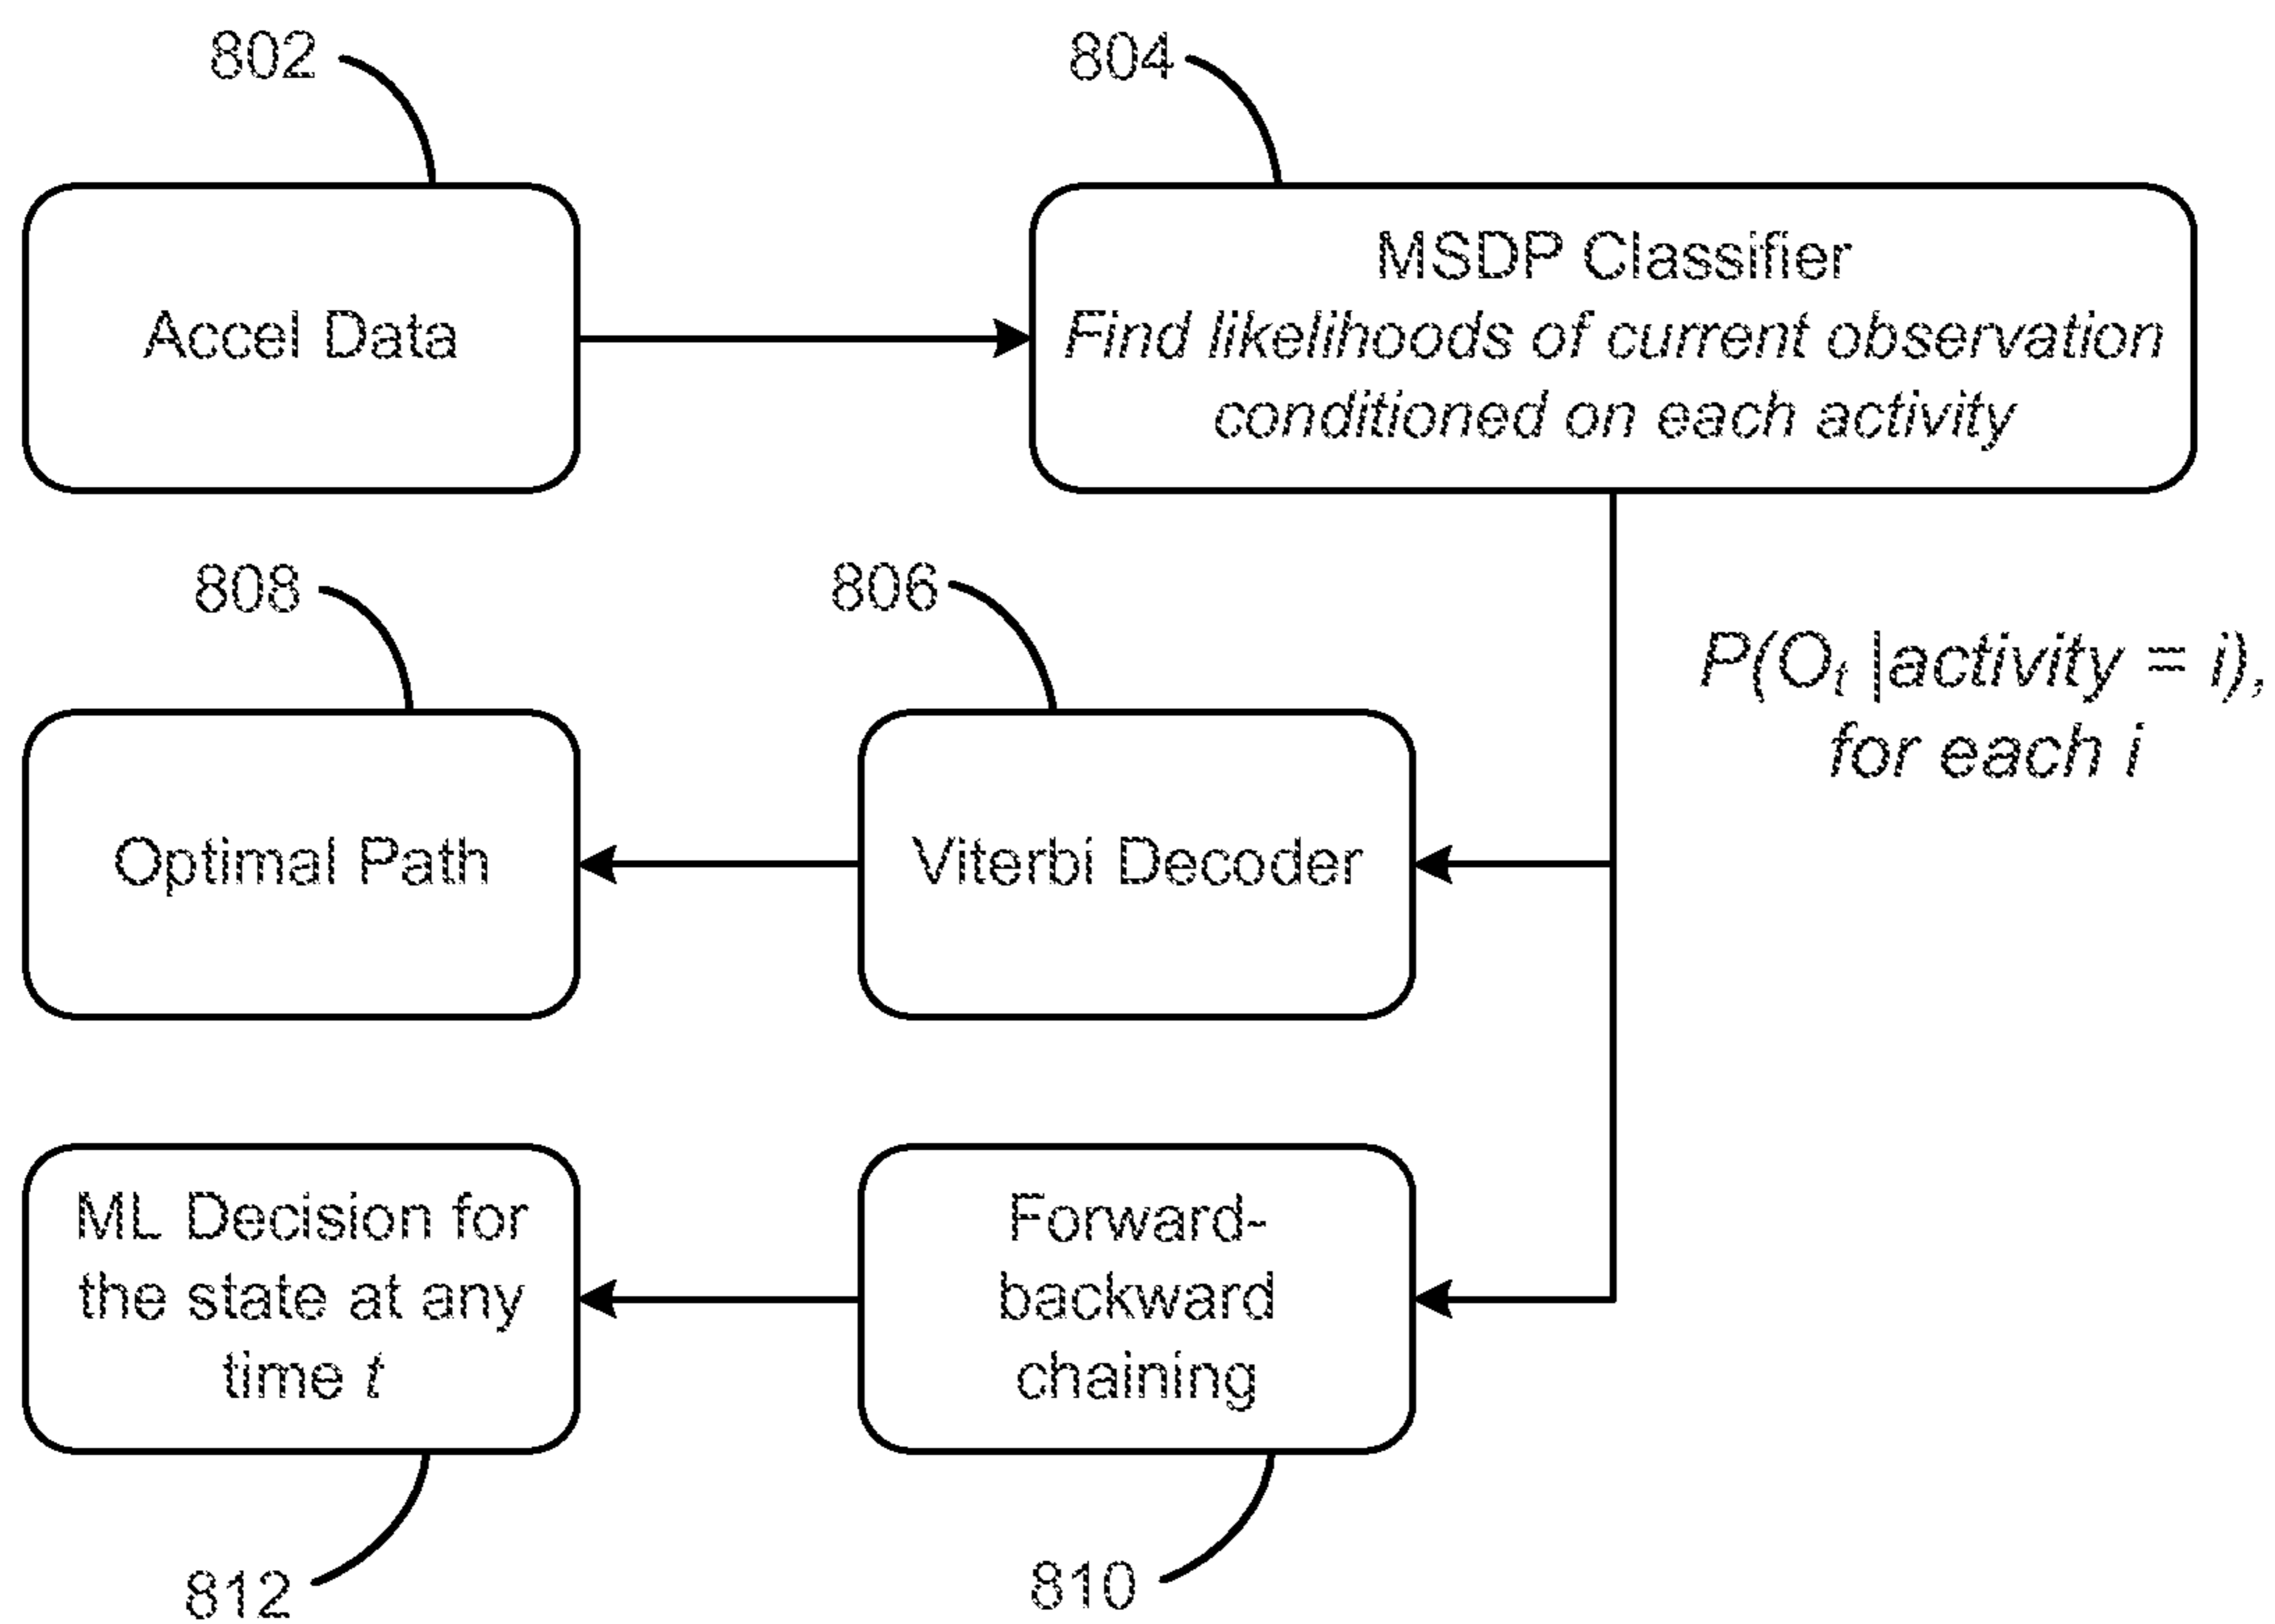 802
804
Accel Data
MSDP Classifier
Find likelihoods of current observation
conditioned on each activity
808
806
P(Oₜ |activity = i),
for each i
Optimal Path
Viterbi Decoder
ML Decision for
the state at any
time t
Forward-
backward
chaining
812
810